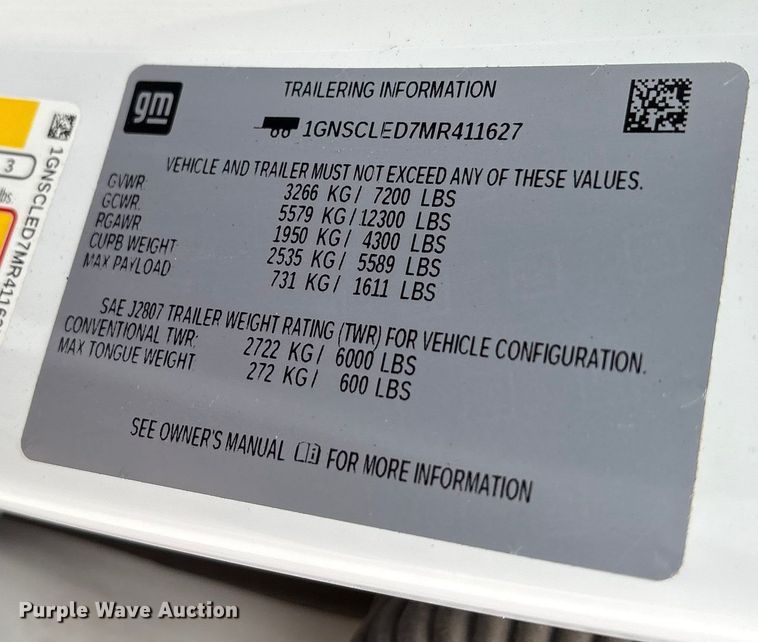 gm
TRAILERING INFORMATION
1GNSCLED7MR411627
VEHICLE AND TRAILER MUST NOT EXCEED ANY OF THESE VALUES.
GVWR: 3266 KG/ 7200 LBS
GCWR: 5579 KG/12300 LBS
RGAWR 1950 KG/ 4300 LBS
CURB WEIGHT 2535 KG/ 5589 LBS
MAX PAYLOAD 731 KG/ 1611 LBS
SAE J2807 TRAILER WEIGHT RATING (TWR) FOR VEHICLE CONFIGURATION.
CONVENTIONAL TWR: 2722 KG/ 6000 LBS
MAX TONGUE WEIGHT 272 KG/ 600 LBS
SEE OWNER'S MANUAL FOR MORE INFORMATION
3
lbs
1GNSCLED7MR4116
Purple Wave Auction